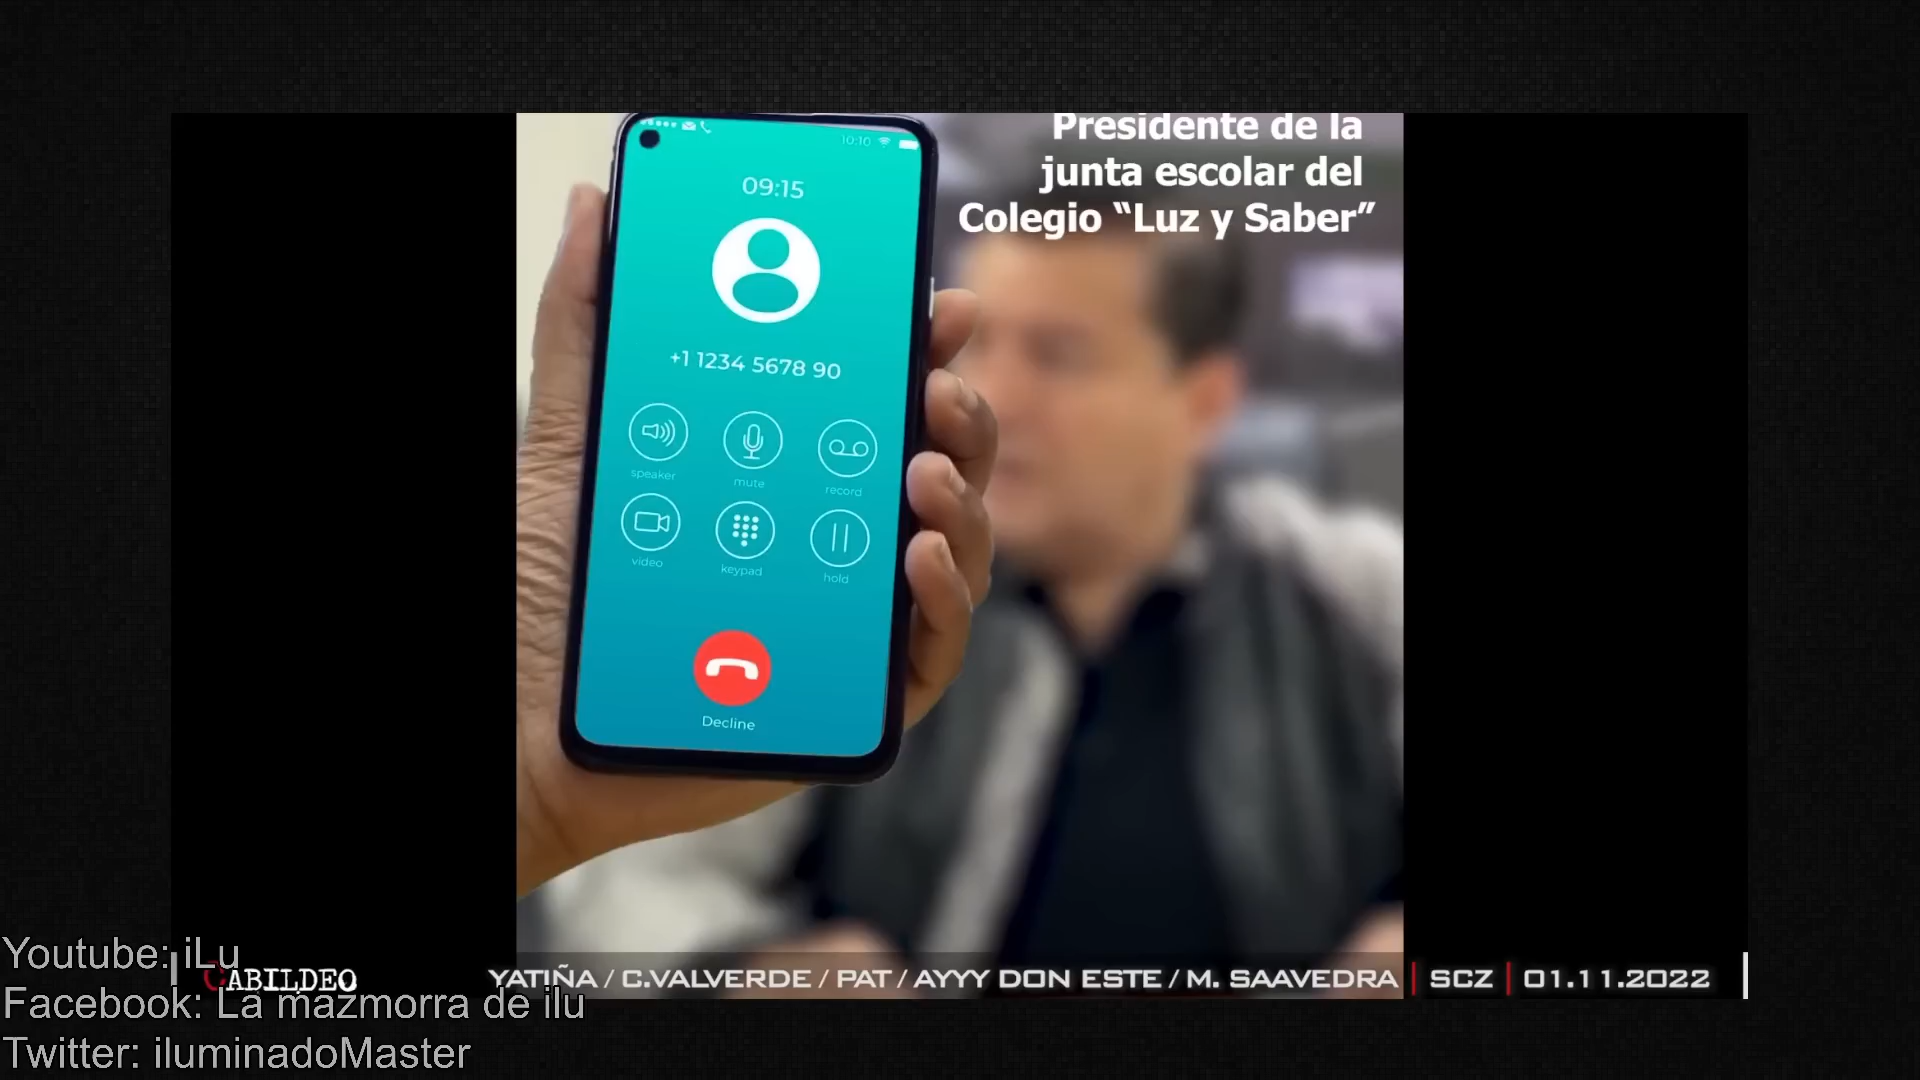 Presidente de la
junta escolar del
Colegio “Luz y Saber”
10:10
09:15
+1 1234 5678 90
speaker
mute
record
video
keypad
hold
Decline
CABILDEO
YATIÑA / C.VALVERDE / PAT / AYYY DON ESTE / M. SAAVEDRA | SCZ | 01.11.2022
Youtube: iLu
Facebook: La mazmorra de ilu
Twitter: iluminadoMaster